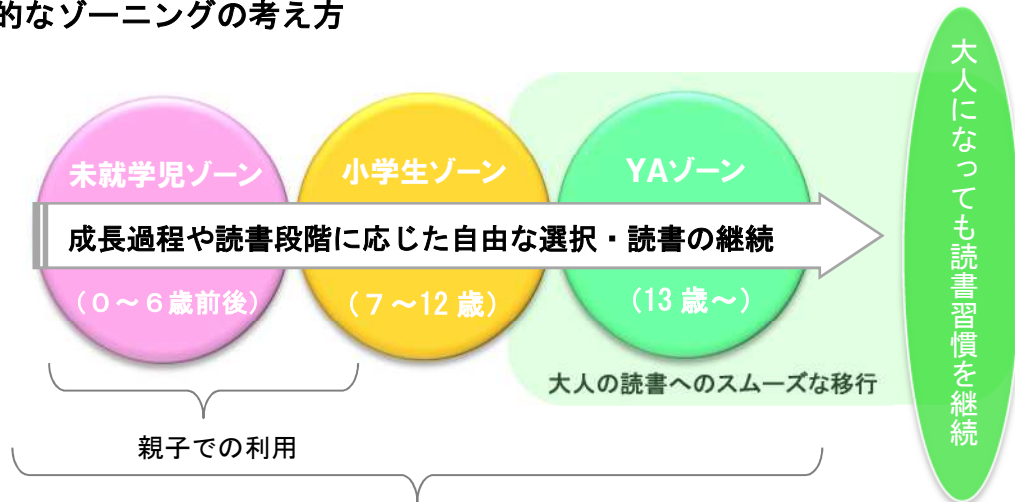 的なゾーニングの考え方
未就学児ゾーン
小学生ゾーン
YAゾーン
成長過程や読書段階に応じた自由な選択・読書の継続
（０～６歳前後）
（７～12 歳）
（13 歳～）
大人の読書へのスムーズな移行
親子での利用
大人になっても読書習慣を継続